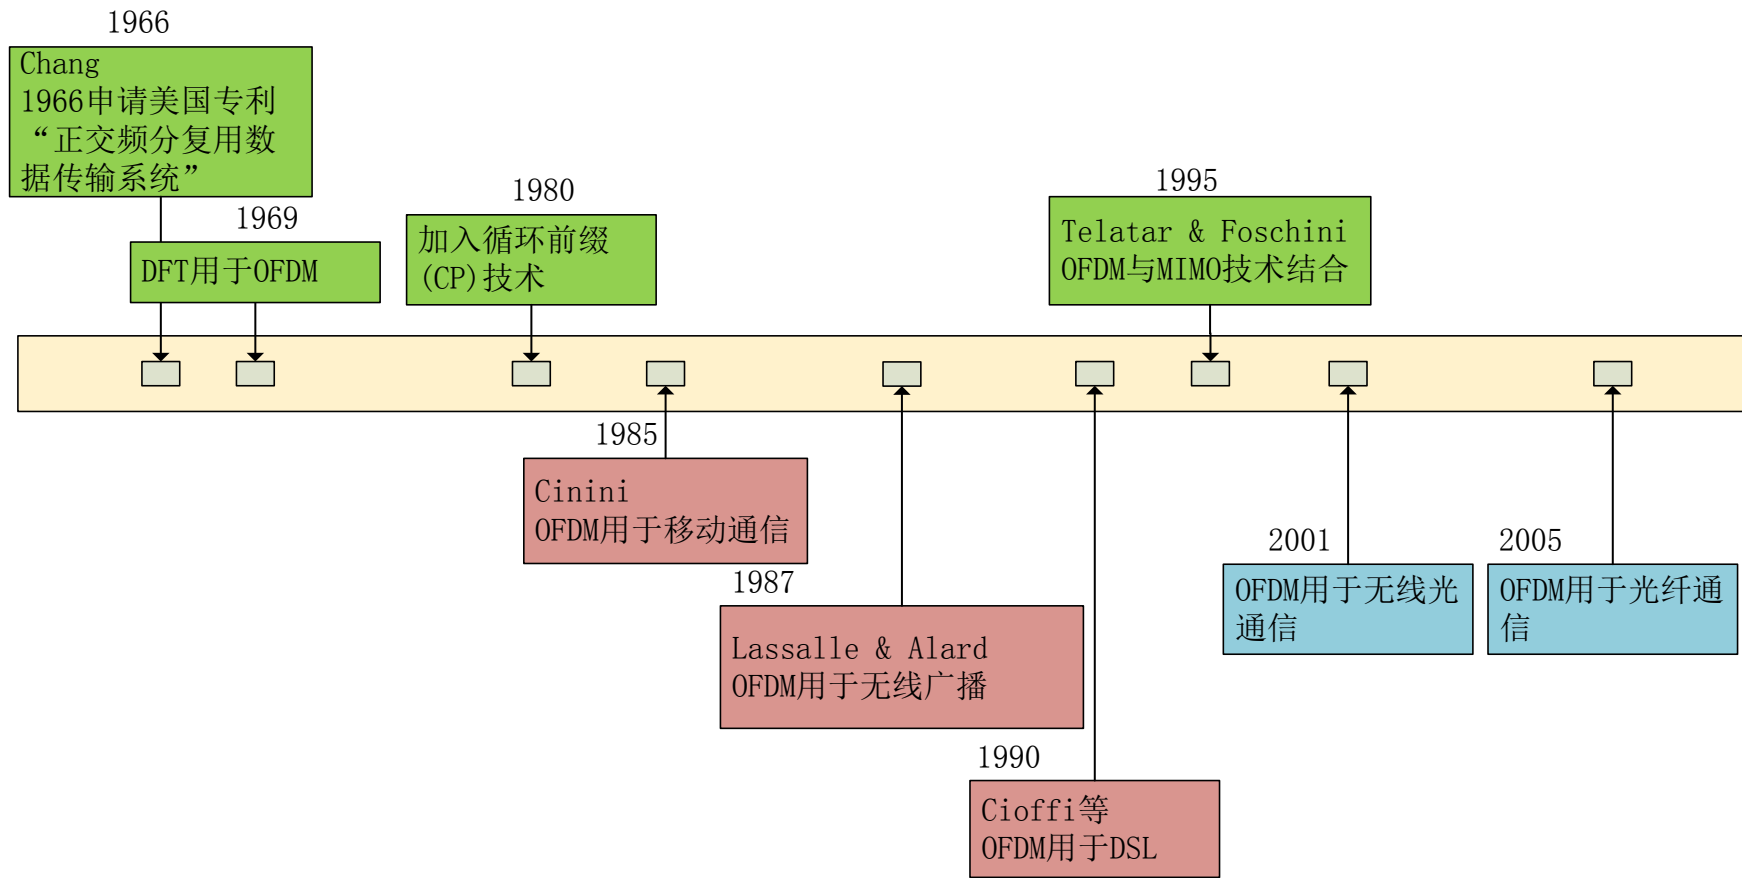 1966
Chang
1966申请美国专利
“正交频分复用数
据传输系统”
1969
DFT用于OFDM
1980
加入循环前缀
(CP)技术
1995
Telatar & Foschini
OFDM与MIMO技术结合
1985
Cinini
OFDM用于移动通信
1987
Lassalle & Alard
OFDM用于无线广播
1990
Cioffi等
OFDM用于DSL
2001
OFDM用于无线光
通信
2005
OFDM用于光纤通
信